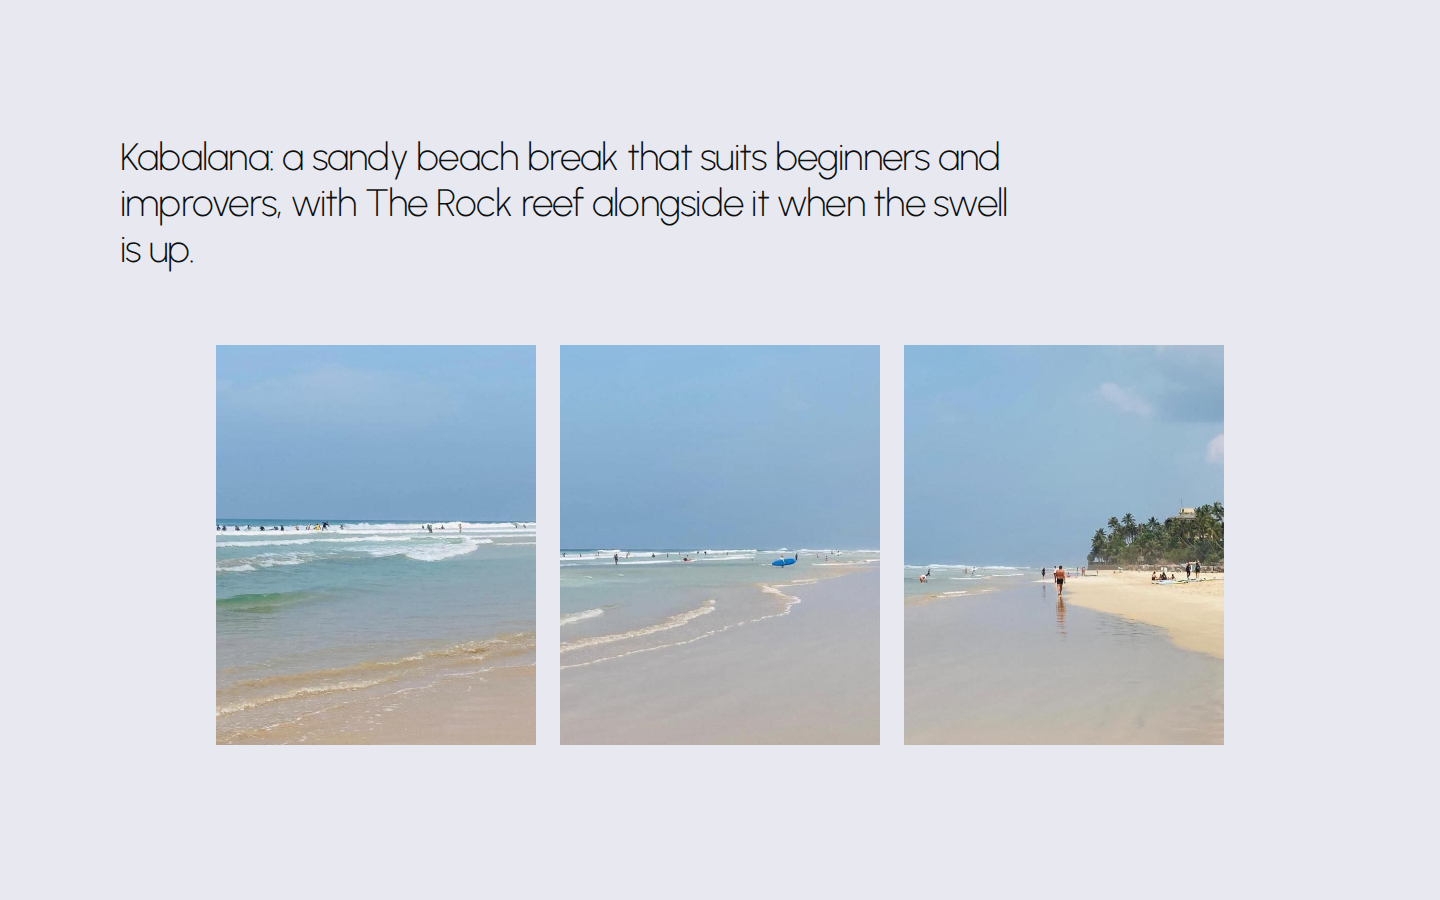 Kabalana: a sandy beach break that suits beginners and
improvers, with The Rock reef alongside it when the swell
is up.